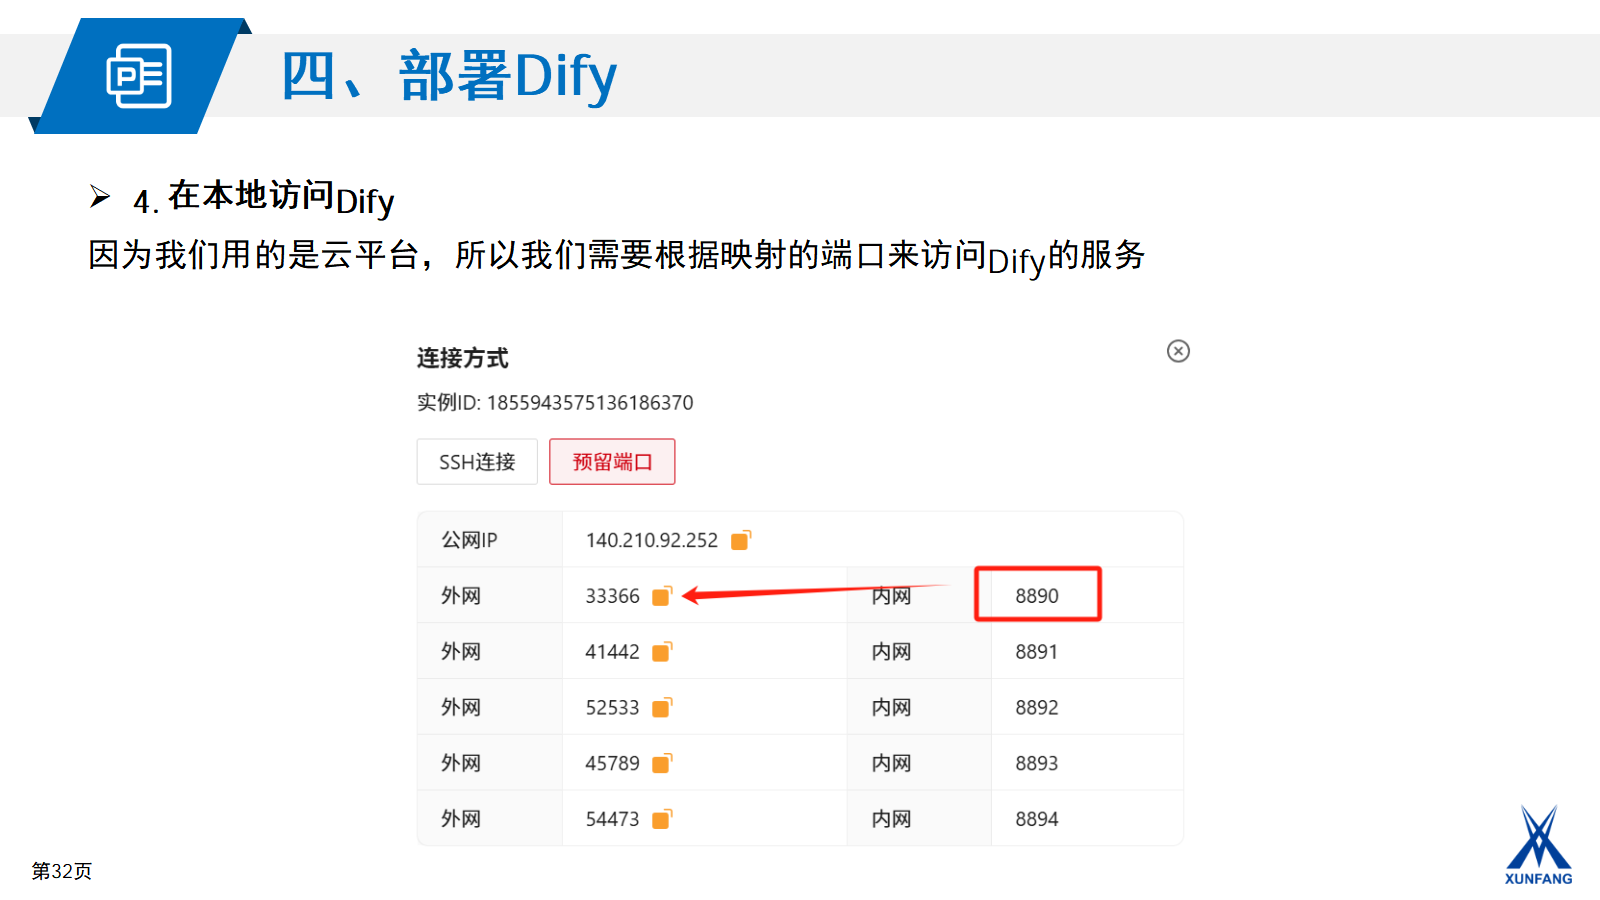 四、部署Dify
➢ 4. 在本地访问Dify
因为我们用的是云平台，所以我们需要根据映射的端口来访问Dify的服务
连接方式
实例ID: 1855943575136186370
SSH连接 预留端口
公网IP 140.210.92.252
外网 33366 内网 8890
外网 41442 内网 8891
外网 52533 内网 8892
外网 45789 内网 8893
外网 54473 内网 8894
第32页
XUNFANG